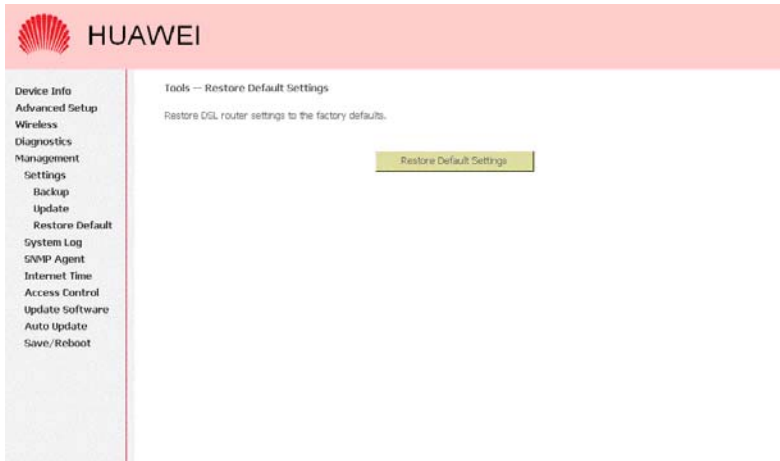 HUAWEI
Device Info
Advanced Setup
Wireless
Diagnostics
Management
Settings
Backup
Update
Restore Default
System Log
SNMP Agent
Internet Time
Access Control
Update Software
Auto Update
Save/Reboot
Tools -- Restore Default Settings
Restore DSL router settings to the factory defaults.
Restore Default Settings